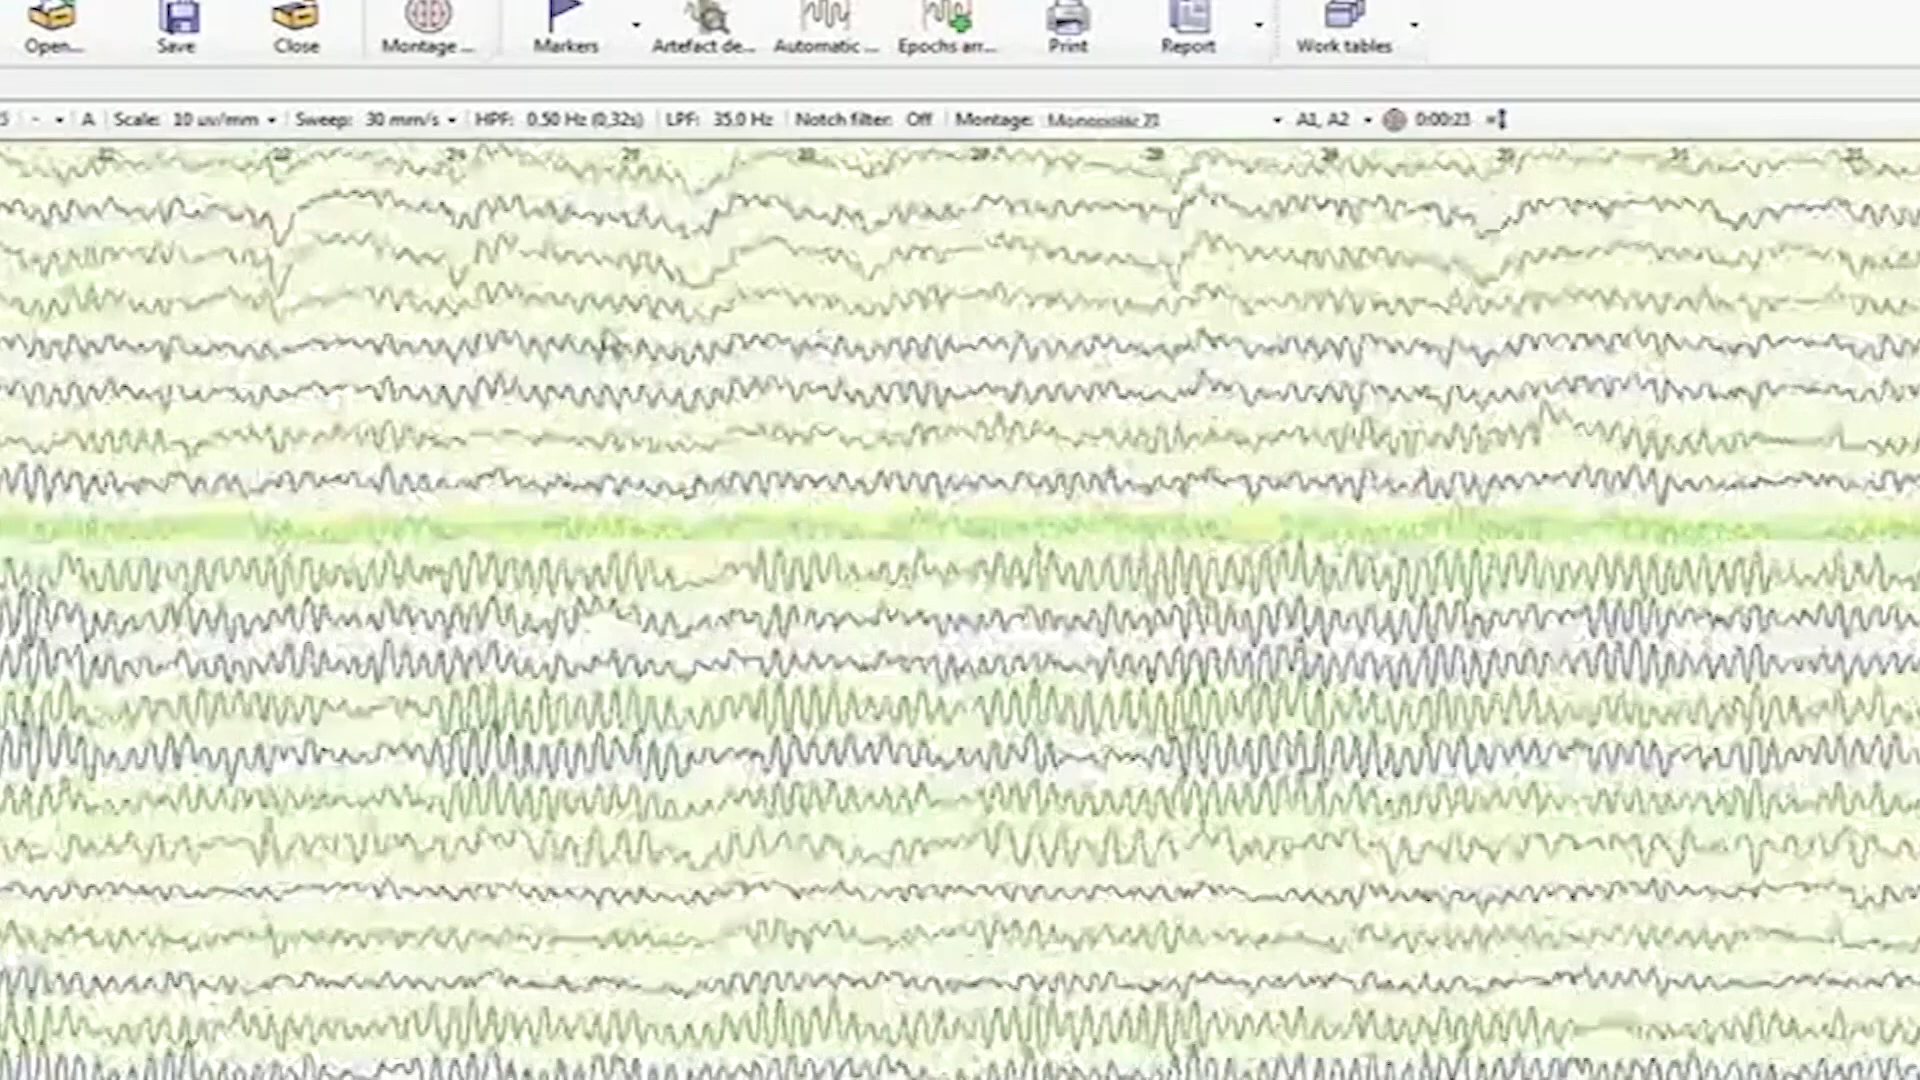 Open... Save Close Montage ... Markers Artefact de... Automatic ... Epochs arr... Print Report Work tables
A Scale: 10 uv/mm Sweep: 30 mm/s HPF: 0.50 Hz (0,32s) LPF: 35.0 Hz Notch filter: Off Montage: A1, A2 0:00:23